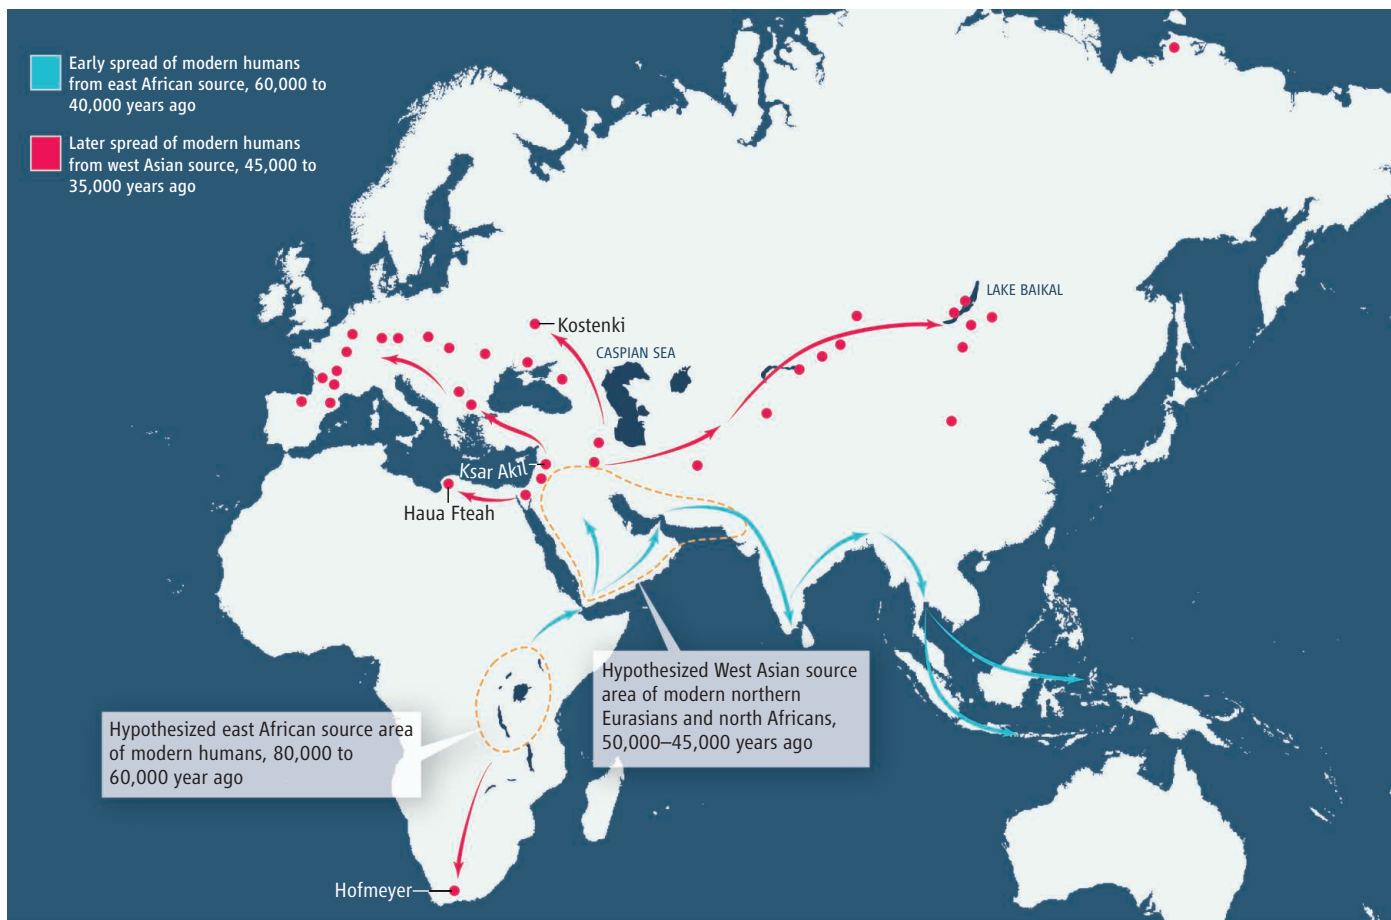 Early spread of modern humans
from east African source, 60,000 to
40,000 years ago
Later spread of modern humans
from west Asian source, 45,000 to
35,000 years ago
LAKE BAIKAL
Kostenki
CASPIAN SEA
Ksar Akil
Haua Fteah
Hypothesized West Asian source
area of modern northern
Eurasians and north Africans,
50,000–45,000 years ago
Hypothesized east African source area
of modern humans, 80,000 to
60,000 year ago
Hofmeyer